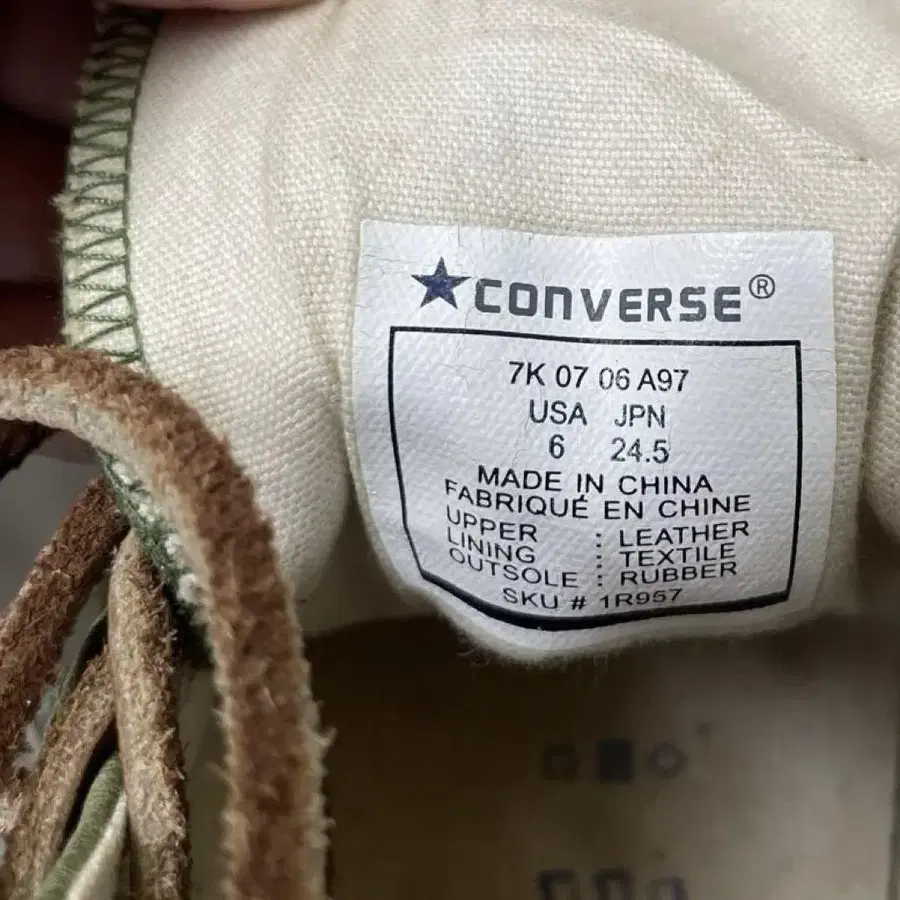 ★CONVERSE®
7K 07 06 A97
USA JPN
6 24.5
MADE IN CHINA
FABRIQUÉ EN CHINE
UPPER : LEATHER
LINING : TEXTILE
OUTSOLE : RUBBER
SKU # 1R957